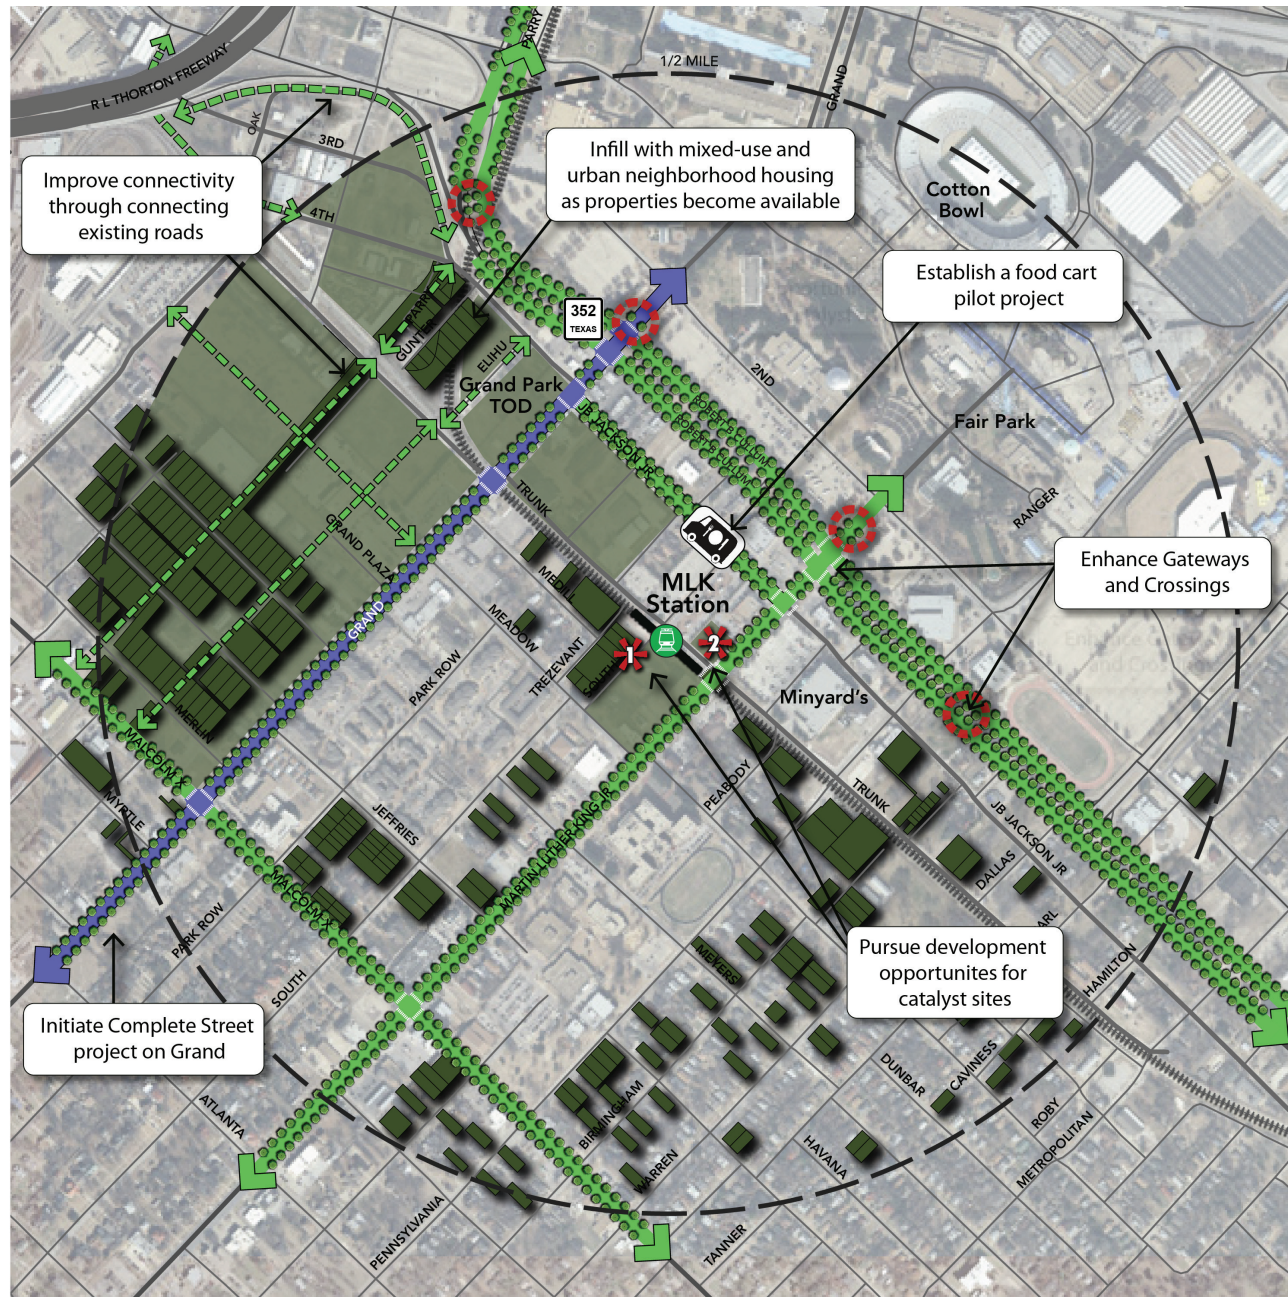 PARRY
1/2 MILE
R L THORTON FREEWAY
GRAND
OAK
3RD
Infill with mixed-use and
urban neighborhood housing
as properties become available
Improve connectivity
through connecting
existing roads
4TH
Cotton
Bowl
Establish a food cart
pilot project
352
TEXAS
PARRY
GUNTER
ELIHU
Grand Park
TOD
2ND
JB JACKSON JR
ROBERT B CULLUM
ROBERT B CULLUM
Fair Park
RANGER
TRUNK
GRAND PLAZA
Enhance Gateways
and Crossings
MEDILL
MLK
Station
MEADOW
GRAND
PARK ROW
TREZEVANT
SOUTH
1
2
Minyard's
MERLIN
MALCOLM X
MYRTLE
JEFFRIES
PEABODY
TRUNK
MARTIN LUTHER KING JR
JB JACKSON JR
DALLAS
MALCOLM X
PARK ROW
SOUTH
MEYERS
Pursue development
opportunites for
catalyst sites
HAMILTON
Initiate Complete Street
project on Grand
DUNBAR
CAVINESS
ATLANTA
BIRMINGHAM
ROBY
METROPOLITAN
HAVANA
WARREN
PENNSYLVANIA
TANNER